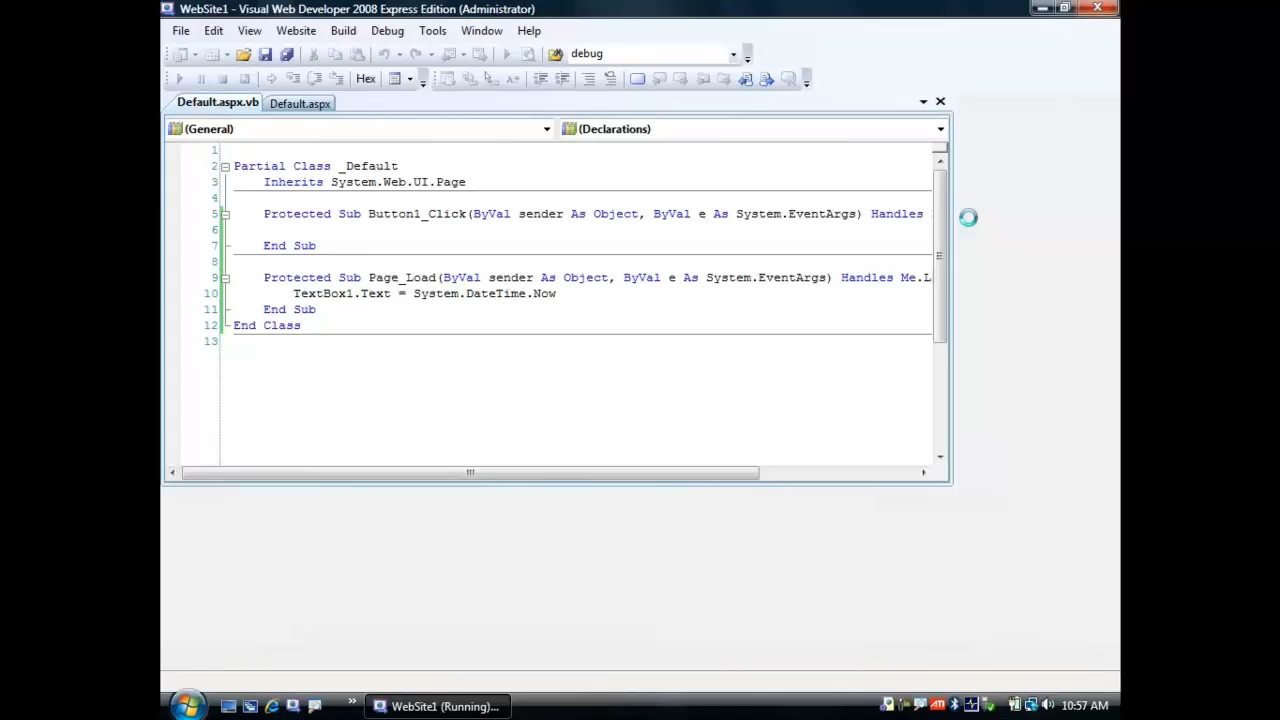 WebSite1 - Visual Web Developer 2008 Express Edition (Administrator)
File Edit View Website Build Debug Tools Window Help
debug
Hex
Default.aspx.vb Default.aspx
(General) (Declarations)
1
2 Partial Class _Default
3 Inherits System.Web.UI.Page
4
5 Protected Sub Button1_Click(ByVal sender As Object, ByVal e As System.EventArgs) Handles
6
7 End Sub
8
9 Protected Sub Page_Load(ByVal sender As Object, ByVal e As System.EventArgs) Handles Me.L
10 TextBox1.Text = System.DateTime.Now
11 End Sub
12 End Class
13
WebSite1 (Running)... 10:57 AM